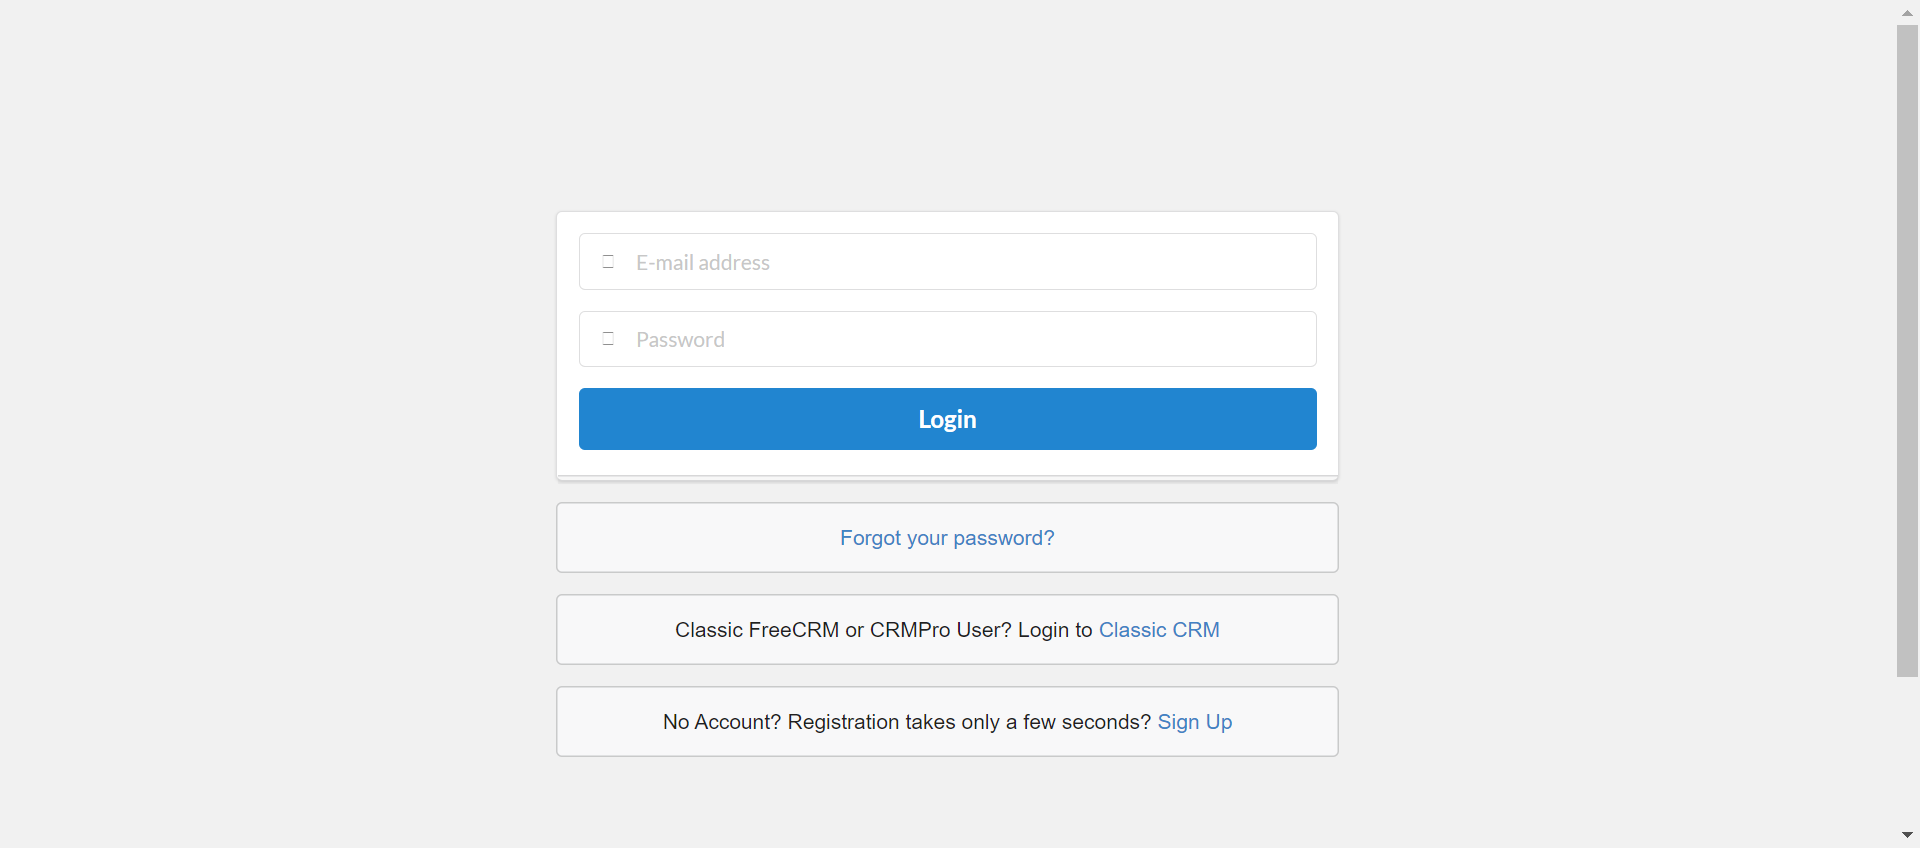 E-mail address
Password
Login
Forgot your password?
Classic FreeCRM or CRMPro User? Login to Classic CRM
No Account? Registration takes only a few seconds? Sign Up